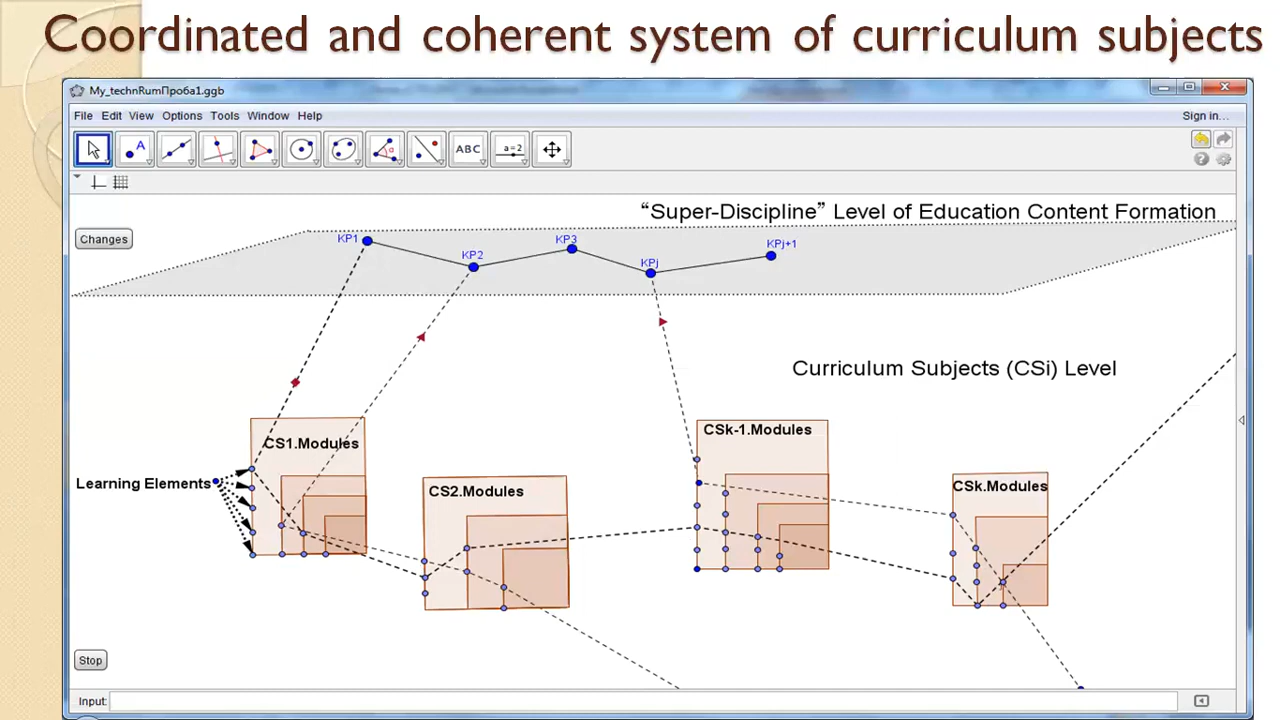 Coordinated and coherent system of curriculum subjects
My_technRumПроба1.ggb
File Edit View Options Tools Window Help
Sign in...
A
ABC
a=2
“Super-Discipline” Level of Education Content Formation
Changes
KP1
KP2
KP3
KPj
KPj+1
Curriculum Subjects (CSi) Level
CS1.Modules
CSk-1.Modules
Learning Elements
CS2.Modules
CSk.Modules
Stop
Input: